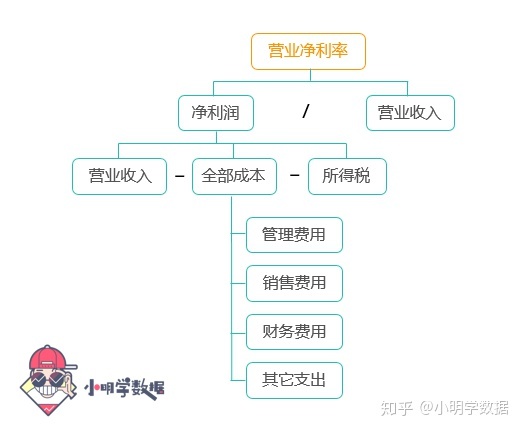 营业净利率
净利润 / 营业收入
营业收入 - 全部成本 - 所得税
管理费用
销售费用
财务费用
其它支出
小明学数据
知乎 @小明学数据